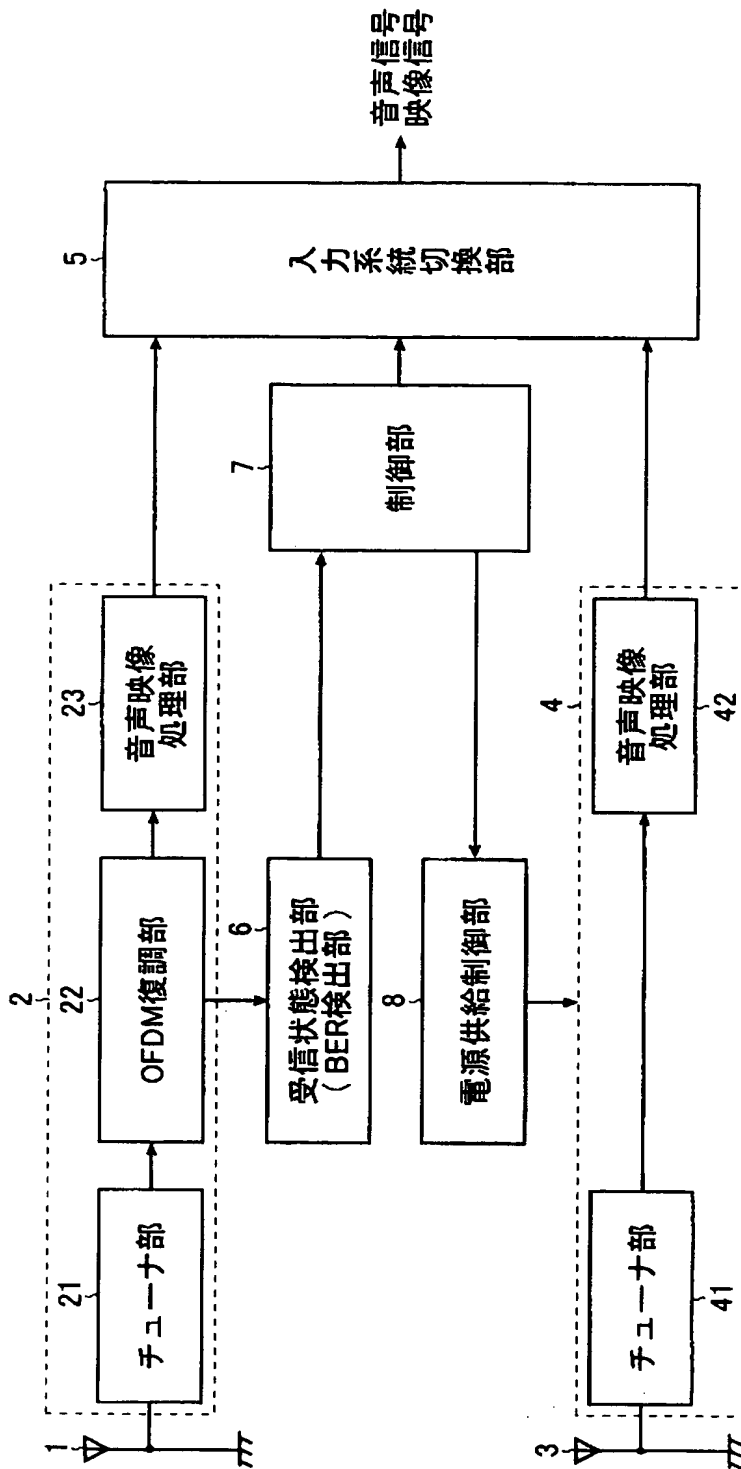 1
2
21
チューナ部
22
OFDM復調部
23
音声映像
処理部
5
入力系統切換部
音声信号
映像信号
6
受信状態検出部
(BER検出部)
7
制御部
8
電源供給制御部
3
4
41
チューナ部
42
音声映像
処理部